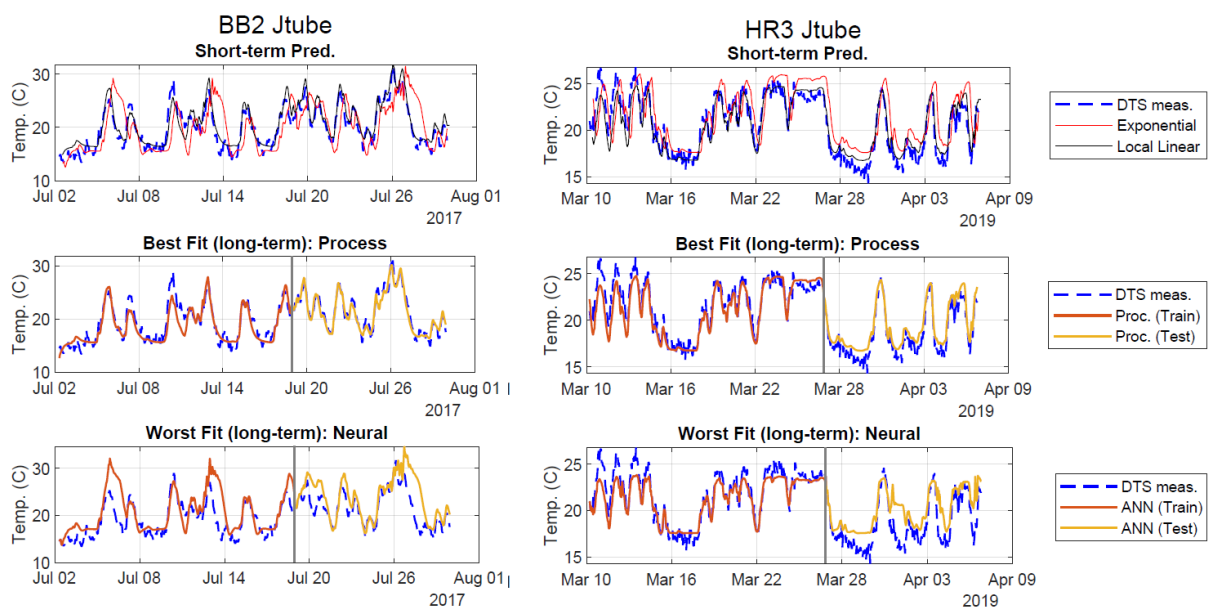 BB2 Jtube
Short-term Pred.
Temp. (C)
30
20
10
Jul 02 Jul 08 Jul 14 Jul 20 Jul 26 Aug 01
2017
HR3 Jtube
Short-term Pred.
Temp. (C)
25
20
15
Mar 10 Mar 16 Mar 22 Mar 28 Apr 03 Apr 09
2019
DTS meas.
Exponential
Local Linear
Best Fit (long-term): Process
Temp. (C)
30
20
10
Jul 02 Jul 08 Jul 14 Jul 20 Jul 26 Aug 01
2017
Best Fit (long-term): Process
Temp. (C)
25
20
15
Mar 10 Mar 16 Mar 22 Mar 28 Apr 03 Apr 09
2019
DTS meas.
Proc. (Train)
Proc. (Test)
Worst Fit (long-term): Neural
Temp. (C)
30
20
10
Jul 02 Jul 08 Jul 14 Jul 20 Jul 26 Aug 01
2017
Worst Fit (long-term): Neural
Temp. (C)
25
20
15
Mar 10 Mar 16 Mar 22 Mar 28 Apr 03 Apr 09
2019
DTS meas.
ANN (Train)
ANN (Test)